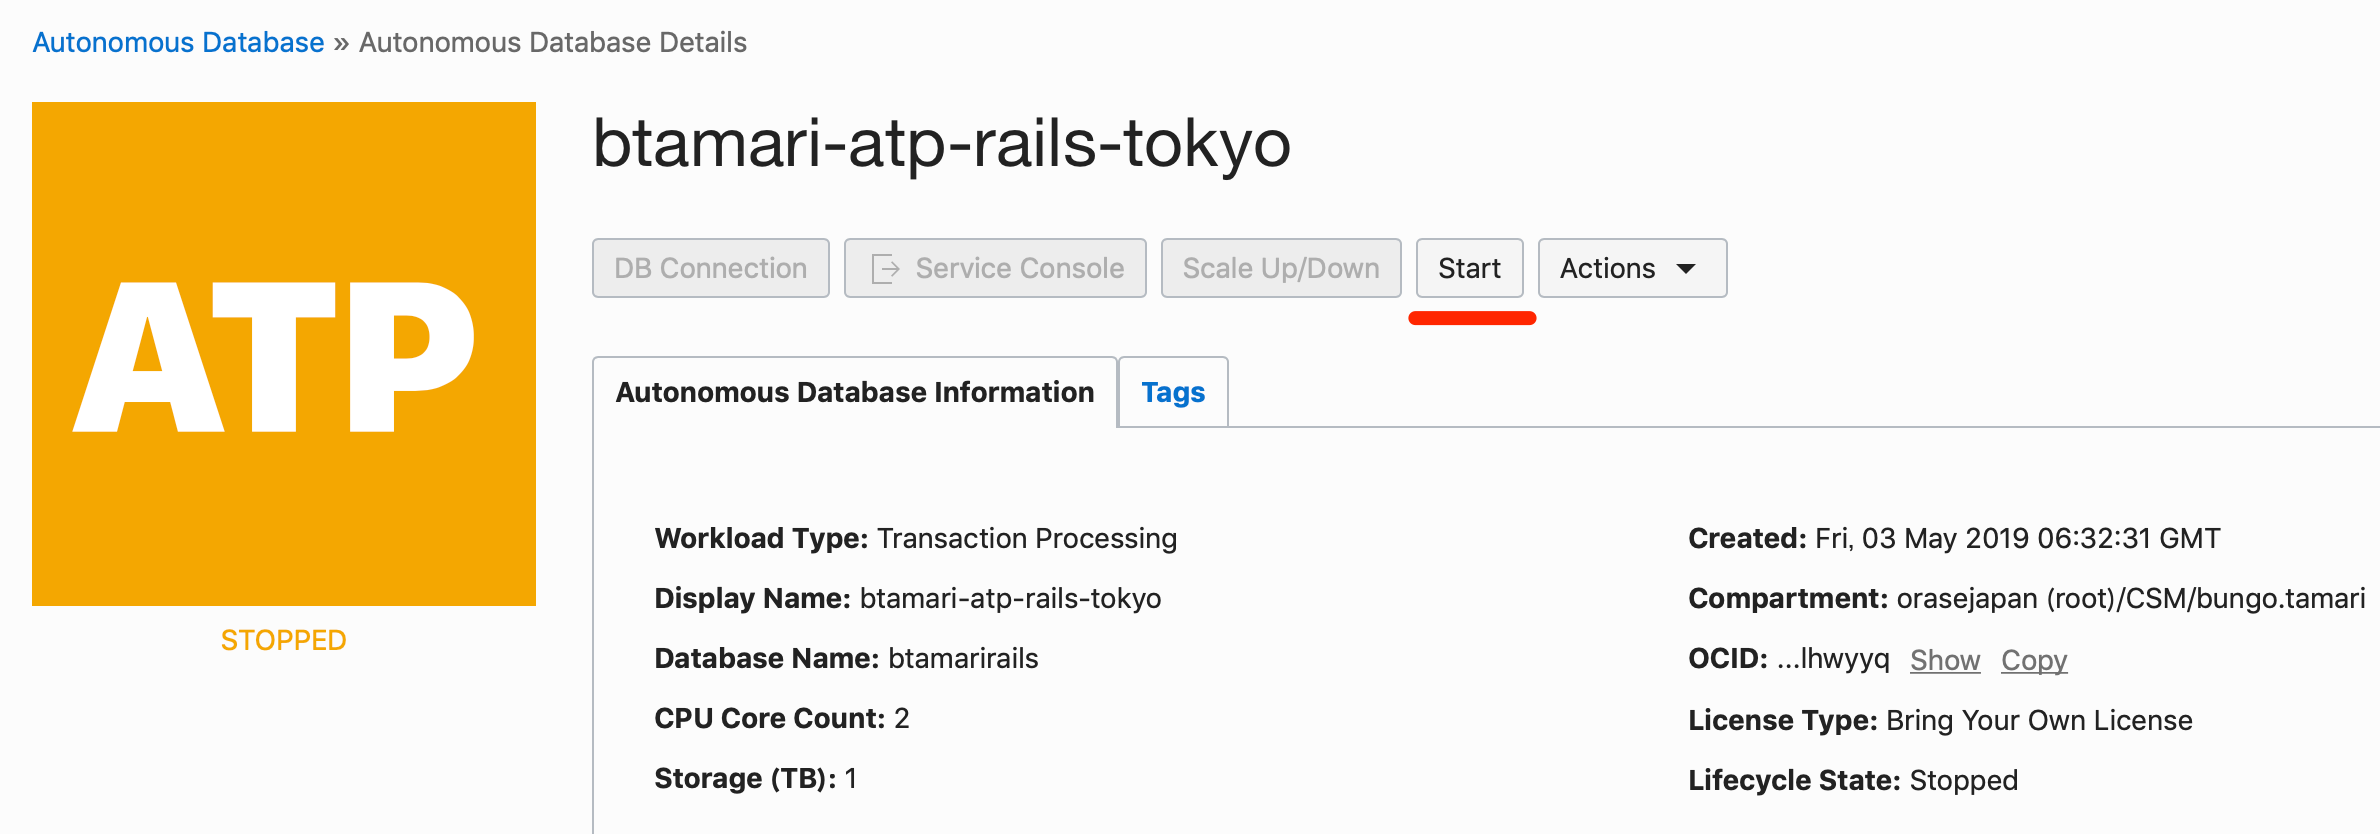 Autonomous Database » Autonomous Database Details
ATP
STOPPED
btamari-atp-rails-tokyo
DB Connection
Service Console
Scale Up/Down
Start
Actions
Autonomous Database Information
Tags
Workload Type: Transaction Processing
Display Name: btamari-atp-rails-tokyo
Database Name: btamarirails
CPU Core Count: 2
Storage (TB): 1
Created: Fri, 03 May 2019 06:32:31 GMT
Compartment: orasejapan (root)/CSM/bungo.tamari
OCID: ...lhwyyq Show Copy
License Type: Bring Your Own License
Lifecycle State: Stopped